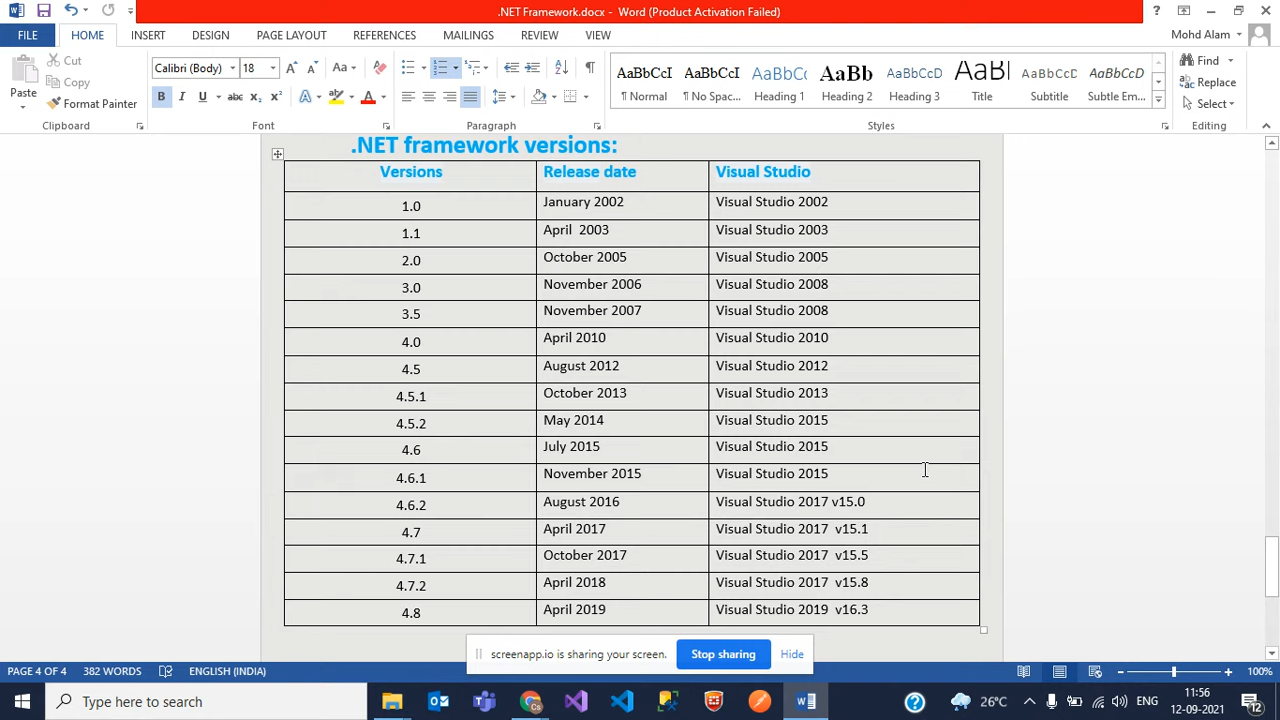 .NET Framework.docx - Word (Product Activation Failed)
FILE HOME INSERT DESIGN PAGE LAYOUT REFERENCES MAILINGS REVIEW VIEW Mohd Alam
Paste Cut Copy Format Painter
Clipboard
Calibri (Body) 18
Font
Paragraph
AaBbCcI AaBbCcI AaBbC AaBb AaBbCcD AaB AaBbCcD AaBbCcD
¶ Normal ¶ No Spac... Heading 1 Heading 2 Heading 3 Title Subtitle Subtle Em...
Styles
Find
Replace
Select
Editing
.NET framework versions:
Versions Release date Visual Studio
1.0 January 2002 Visual Studio 2002
1.1 April 2003 Visual Studio 2003
2.0 October 2005 Visual Studio 2005
3.0 November 2006 Visual Studio 2008
3.5 November 2007 Visual Studio 2008
4.0 April 2010 Visual Studio 2010
4.5 August 2012 Visual Studio 2012
4.5.1 October 2013 Visual Studio 2013
4.5.2 May 2014 Visual Studio 2015
4.6 July 2015 Visual Studio 2015
4.6.1 November 2015 Visual Studio 2015
4.6.2 August 2016 Visual Studio 2017 v15.0
4.7 April 2017 Visual Studio 2017 v15.1
4.7.1 October 2017 Visual Studio 2017 v15.5
4.7.2 April 2018 Visual Studio 2017 v15.8
4.8 April 2019 Visual Studio 2019 v16.3
screenapp.io is sharing your screen. Stop sharing Hide
PAGE 4 OF 4 382 WORDS ENGLISH (INDIA) 100%
Type here to search 26°C ENG 11:56
12-09-2021 12